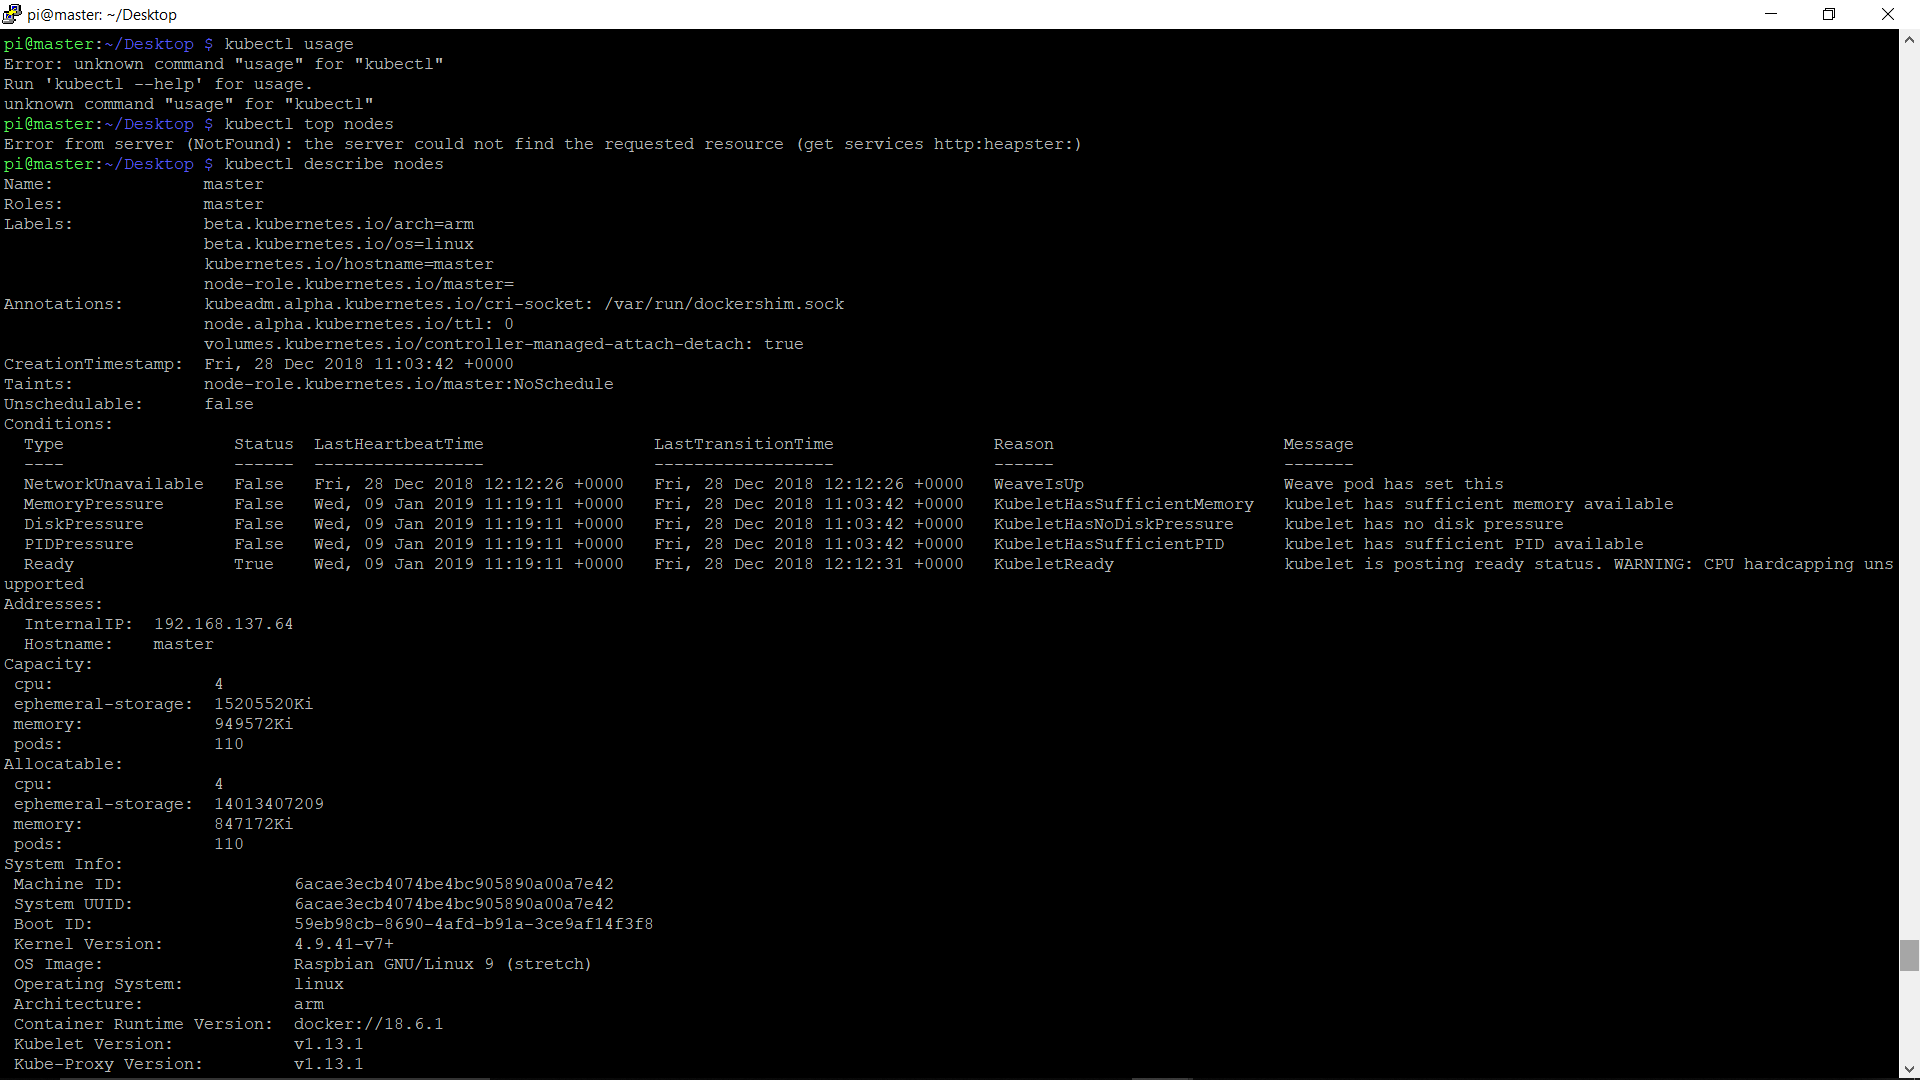 pi@master: ~/Desktop
pi@master:~/Desktop $ kubectl usage
Error: unknown command "usage" for "kubectl"
Run 'kubectl --help' for usage.
unknown command "usage" for "kubectl"
pi@master:~/Desktop $ kubectl top nodes
Error from server (NotFound): the server could not find the requested resource (get services http:heapster:)
pi@master:~/Desktop $ kubectl describe nodes
Name:               master
Roles:              master
Labels:             beta.kubernetes.io/arch=arm
                    beta.kubernetes.io/os=linux
                    kubernetes.io/hostname=master
                    node-role.kubernetes.io/master=
Annotations:        kubeadm.alpha.kubernetes.io/cri-socket: /var/run/dockershim.sock
                    node.alpha.kubernetes.io/ttl: 0
                    volumes.kubernetes.io/controller-managed-attach-detach: true
CreationTimestamp:  Fri, 28 Dec 2018 11:03:42 +0000
Taints:             node-role.kubernetes.io/master:NoSchedule
Unschedulable:      false
Conditions:
  Type                 Status  LastHeartbeatTime                 LastTransitionTime                Reason                       Message
  ----                 ------  -----------------                 ------------------                ------                       -------
  NetworkUnavailable   False   Fri, 28 Dec 2018 12:12:26 +0000   Fri, 28 Dec 2018 12:12:26 +0000   WeaveIsUp                    Weave pod has set this
  MemoryPressure       False   Wed, 09 Jan 2019 11:19:11 +0000   Fri, 28 Dec 2018 11:03:42 +0000   KubeletHasSufficientMemory   kubelet has sufficient memory available
  DiskPressure         False   Wed, 09 Jan 2019 11:19:11 +0000   Fri, 28 Dec 2018 11:03:42 +0000   KubeletHasNoDiskPressure     kubelet has no disk pressure
  PIDPressure          False   Wed, 09 Jan 2019 11:19:11 +0000   Fri, 28 Dec 2018 11:03:42 +0000   KubeletHasSufficientPID      kubelet has sufficient PID available
  Ready                True    Wed, 09 Jan 2019 11:19:11 +0000   Fri, 28 Dec 2018 12:12:31 +0000   KubeletReady                 kubelet is posting ready status. WARNING: CPU hardcapping uns
upported
Addresses:
  InternalIP:  192.168.137.64
  Hostname:    master
Capacity:
 cpu:                4
 ephemeral-storage:  15205520Ki
 memory:             949572Ki
 pods:               110
Allocatable:
 cpu:                4
 ephemeral-storage:  14013407209
 memory:             847172Ki
 pods:               110
System Info:
 Machine ID:                 6acae3ecb4074be4bc905890a00a7e42
 System UUID:                6acae3ecb4074be4bc905890a00a7e42
 Boot ID:                    59eb98cb-8690-4afd-b91a-3ce9af14f3f8
 Kernel Version:             4.9.41-v7+
 OS Image:                   Raspbian GNU/Linux 9 (stretch)
 Operating System:           linux
 Architecture:               arm
 Container Runtime Version:  docker://18.6.1
 Kubelet Version:            v1.13.1
 Kube-Proxy Version:         v1.13.1